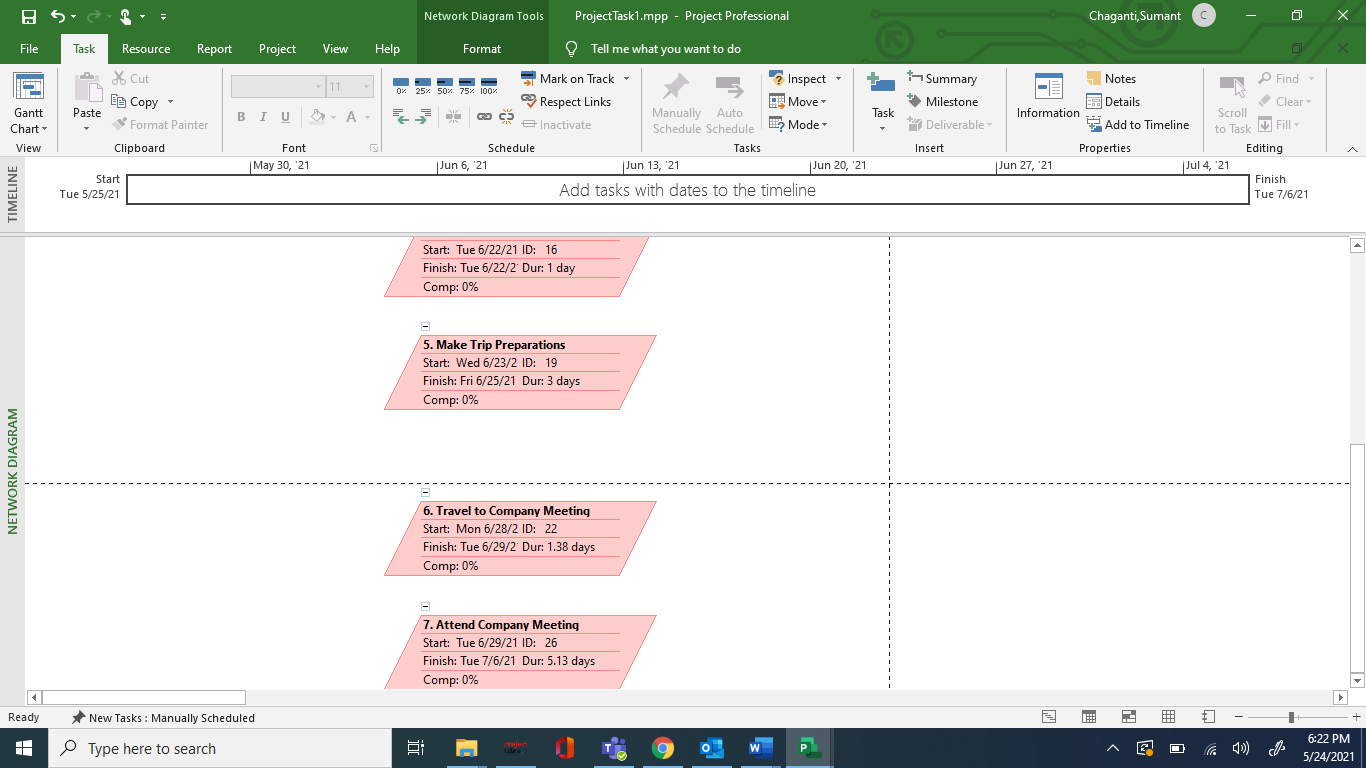 Network Diagram Tools
ProjectTask1.mpp - Project Professional
Chaganti,Sumant
C
File Task Resource Report Project View Help Format Tell me what you want to do
Gantt Chart
View
Paste
Cut
Copy
Format Painter
Clipboard
11
B I U A
Font
0% 25% 50% 75% 100%
Mark on Track
Respect Links
Inactivate
Schedule
Manually Schedule
Auto Schedule
Inspect
Move
Mode
Tasks
Task
Summary
Milestone
Deliverable
Insert
Information
Notes
Details
Add to Timeline
Properties
Scroll to Task
Find
Clear
Fill
Editing
TIMELINE
May 30, '21 Jun 6, '21 Jun 13, '21 Jun 20, '21 Jun 27, '21 Jul 4, '21
Start
Tue 5/25/21
Add tasks with dates to the timeline
Finish
Tue 7/6/21
NETWORK DIAGRAM
Start: Tue 6/22/21 ID: 16
Finish: Tue 6/22/2 Dur: 1 day
Comp: 0%
5. Make Trip Preparations
Start: Wed 6/23/2 ID: 19
Finish: Fri 6/25/21 Dur: 3 days
Comp: 0%
6. Travel to Company Meeting
Start: Mon 6/28/2 ID: 22
Finish: Tue 6/29/2 Dur: 1.38 days
Comp: 0%
7. Attend Company Meeting
Start: Tue 6/29/21 ID: 26
Finish: Tue 7/6/21 Dur: 5.13 days
Comp: 0%
Ready New Tasks : Manually Scheduled
Type here to search
6:22 PM
5/24/2021